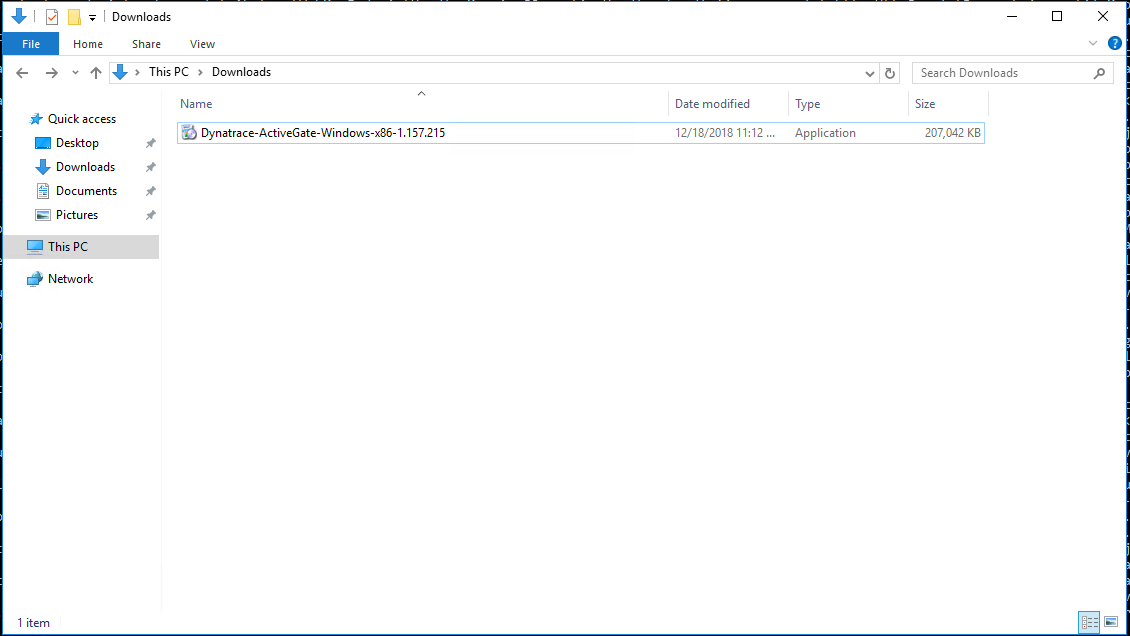 Downloads
File Home Share View
This PC Downloads Search Downloads
Name Date modified Type Size
Quick access
Dynatrace-ActiveGate-Windows-x86-1.157.215 12/18/2018 11:12 ... Application 207,042 KB
Desktop
Downloads
Documents
Pictures
This PC
Network
1 item